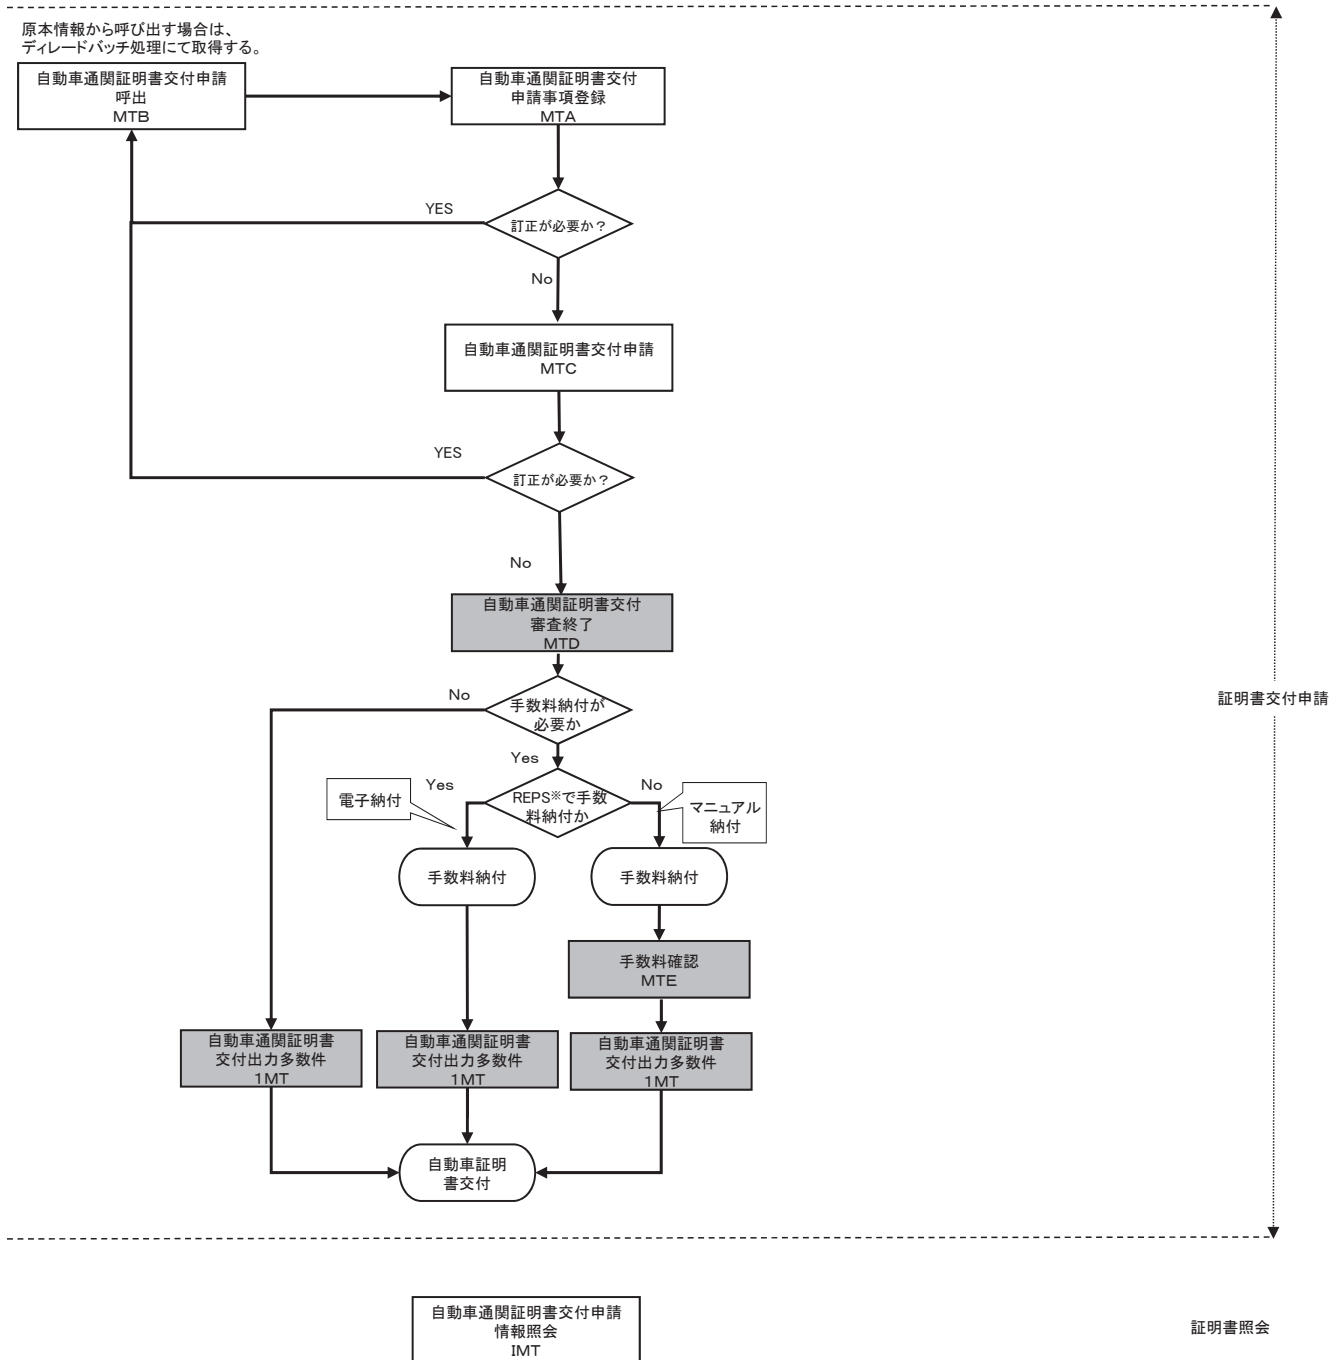 原本情報から呼び出す場合は、
ディレードバッチ処理にて取得する。
自動車通関証明書交付申請
呼出
MTB
自動車通関証明書交付
申請事項登録
MTA
YES
訂正が必要か？
No
自動車通関証明書交付申請
MTC
YES
訂正が必要か？
No
自動車通関証明書交付
審査終了
MTD
No
手数料納付が
必要か
証明書交付申請
Yes
電子納付
Yes
REPS※で手数
料納付か
No
マニュアル
納付
手数料納付
手数料納付
手数料確認
MTE
自動車通関証明書
交付出力多数件
1MT
自動車通関証明書
交付出力多数件
1MT
自動車通関証明書
交付出力多数件
1MT
自動車証明
書交付
自動車通関証明書交付申請
情報照会
IMT
証明書照会